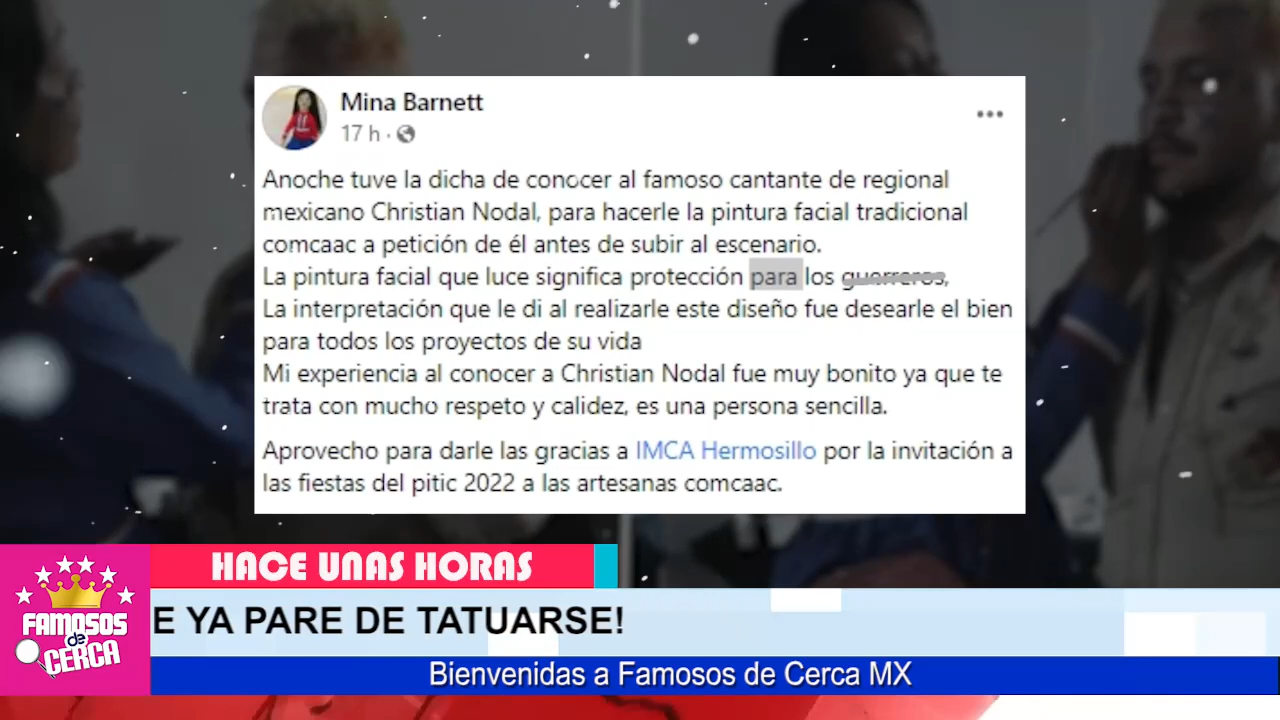 Mina Barnett
17 h ·
Anoche tuve la dicha de conocer al famoso cantante de regional
mexicano Christian Nodal, para hacerle la pintura facial tradicional
comcaac a petición de él antes de subir al escenario.
La pintura facial que luce significa protección para los guerreros,
La interpretación que le di al realizarle este diseño fue desearle el bien
para todos los proyectos de su vida
Mi experiencia al conocer a Christian Nodal fue muy bonito ya que te
trata con mucho respeto y calidez, es una persona sencilla.
Aprovecho para darle las gracias a IMCA Hermosillo por la invitación a
las fiestas del pitic 2022 a las artesanas comcaac.
HACE UNAS HORAS
E YA PARE DE TATUARSE!
FAMOSOS
de
CERCA
Bienvenidas a Famosos de Cerca MX